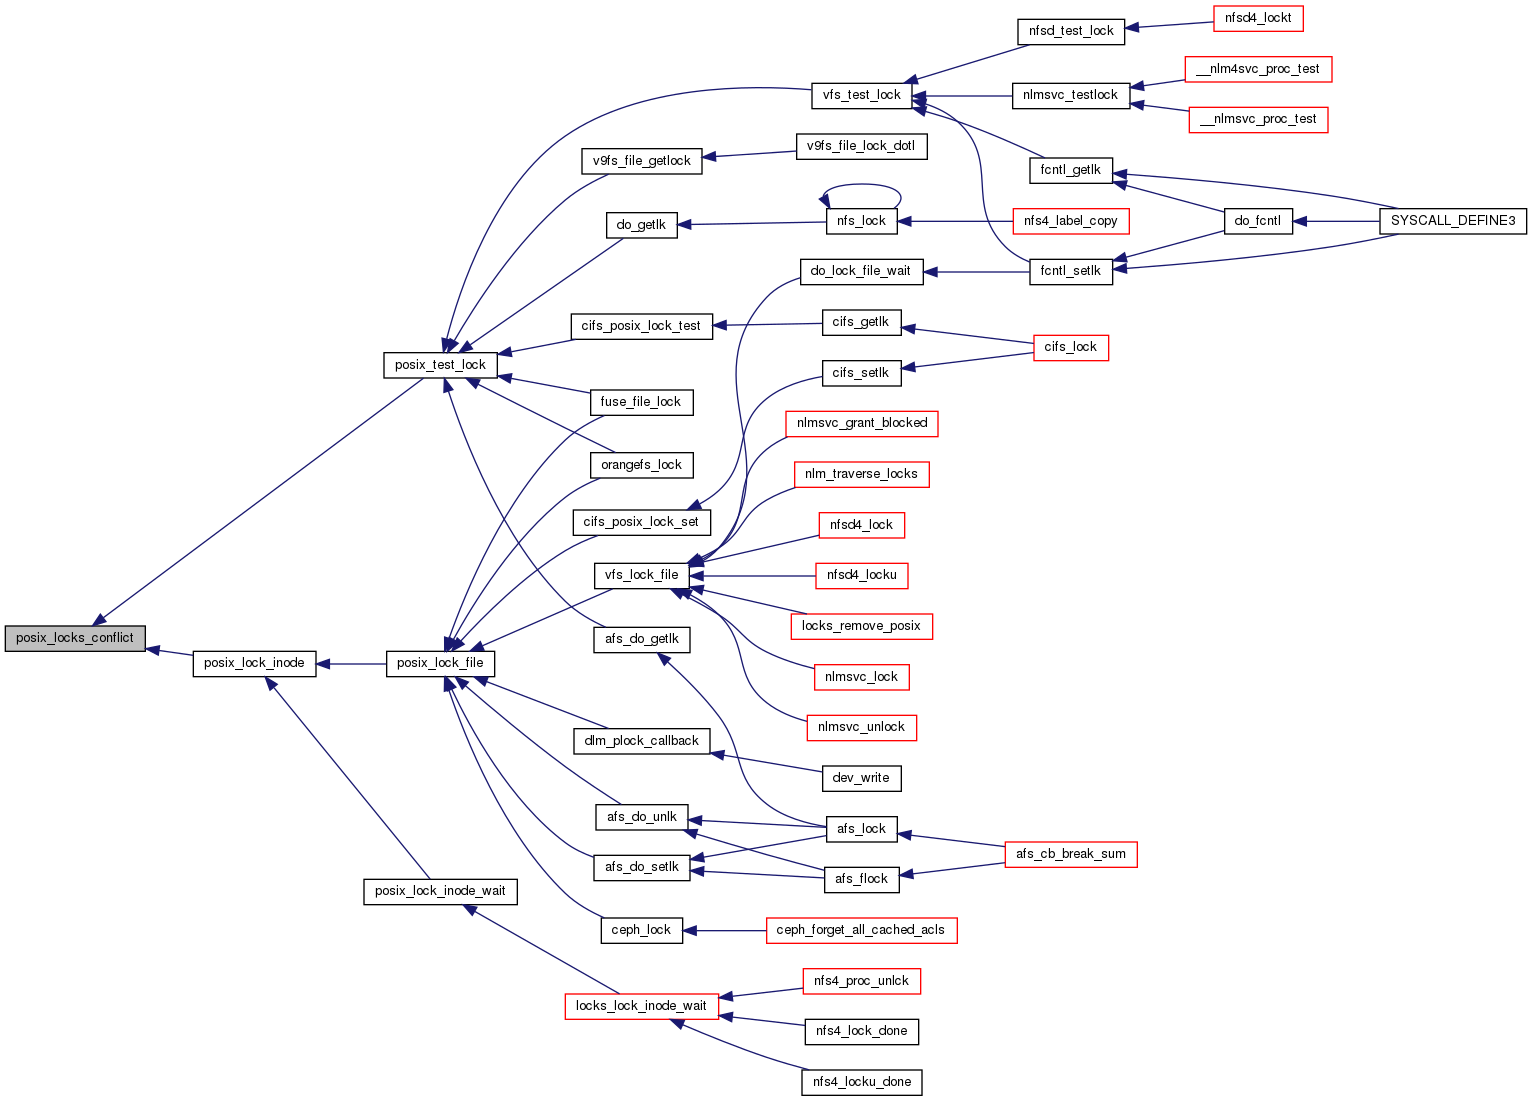 nfsd4_lockt
nfsd_test_lock
__nlm4svc_proc_test
vfs_test_lock
nlmsvc_testlock
__nlmsvc_proc_test
v9fs_file_lock_dotl
v9fs_file_getlock
fcntl_getlk
do_getlk
nfs_lock
nfs4_label_copy
do_fcntl
SYSCALL_DEFINE3
do_lock_file_wait
fcntl_setlk
cifs_posix_lock_test
cifs_getlk
cifs_lock
posix_test_lock
cifs_setlk
fuse_file_lock
nlmsvc_grant_blocked
orangefs_lock
nlm_traverse_locks
cifs_posix_lock_set
nfsd4_lock
vfs_lock_file
nfsd4_locku
locks_remove_posix
posix_locks_conflict
afs_do_getlk
posix_lock_inode
posix_lock_file
nlmsvc_lock
nlmsvc_unlock
dlm_plock_callback
dev_write
afs_do_unlk
afs_lock
afs_cb_break_sum
afs_do_setlk
afs_flock
posix_lock_inode_wait
ceph_lock
ceph_forget_all_cached_acls
nfs4_proc_unlck
locks_lock_inode_wait
nfs4_lock_done
nfs4_locku_done